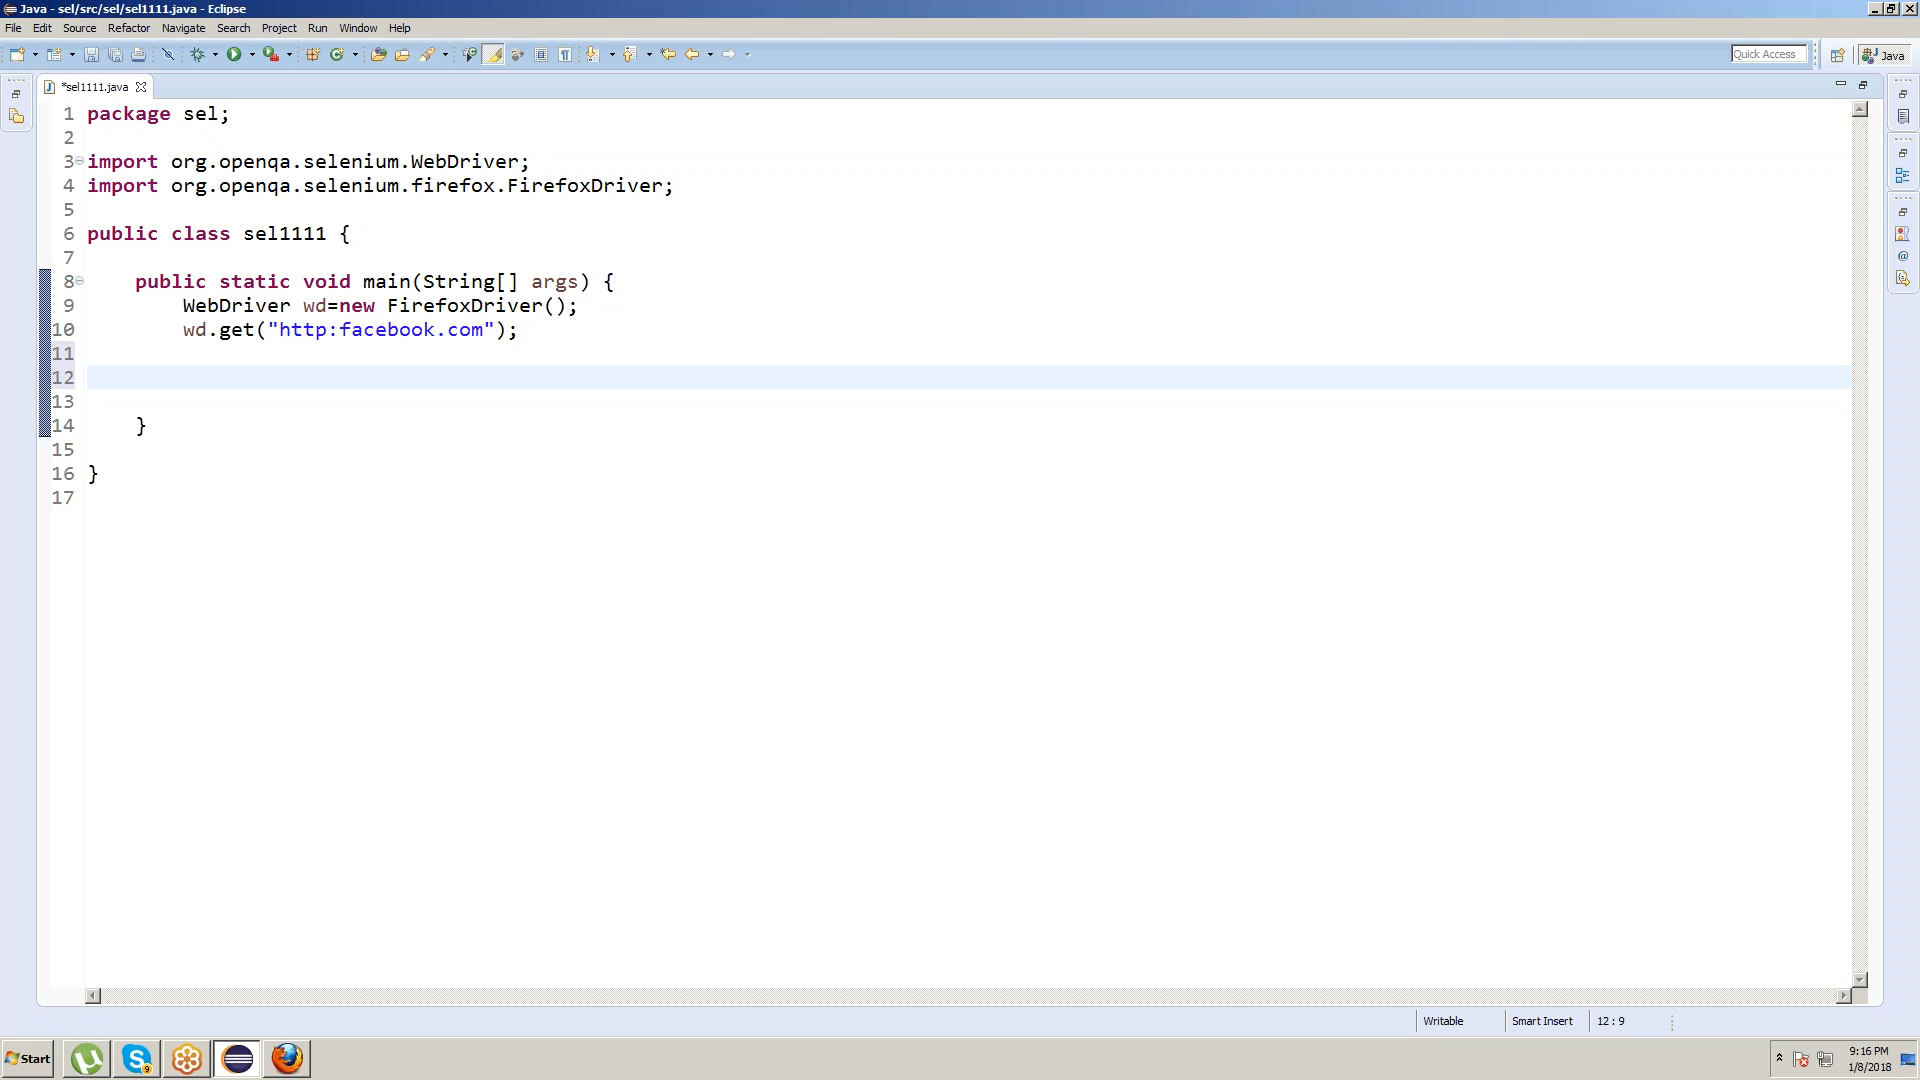 Java - sel/src/sel/sel1111.java - Eclipse
File Edit Source Refactor Navigate Search Project Run Window Help
Quick Access
Java
*sel1111.java
1 package sel;
2
3 import org.openqa.selenium.WebDriver;
4 import org.openqa.selenium.firefox.FirefoxDriver;
5
6 public class sel1111 {
7
8 public static void main(String[] args) {
9 WebDriver wd=new FirefoxDriver();
10 wd.get("http:facebook.com");
11
12
13
14 }
15
16 }
17
Writable
Smart Insert
12 : 9
Start
9:16 PM
1/8/2018